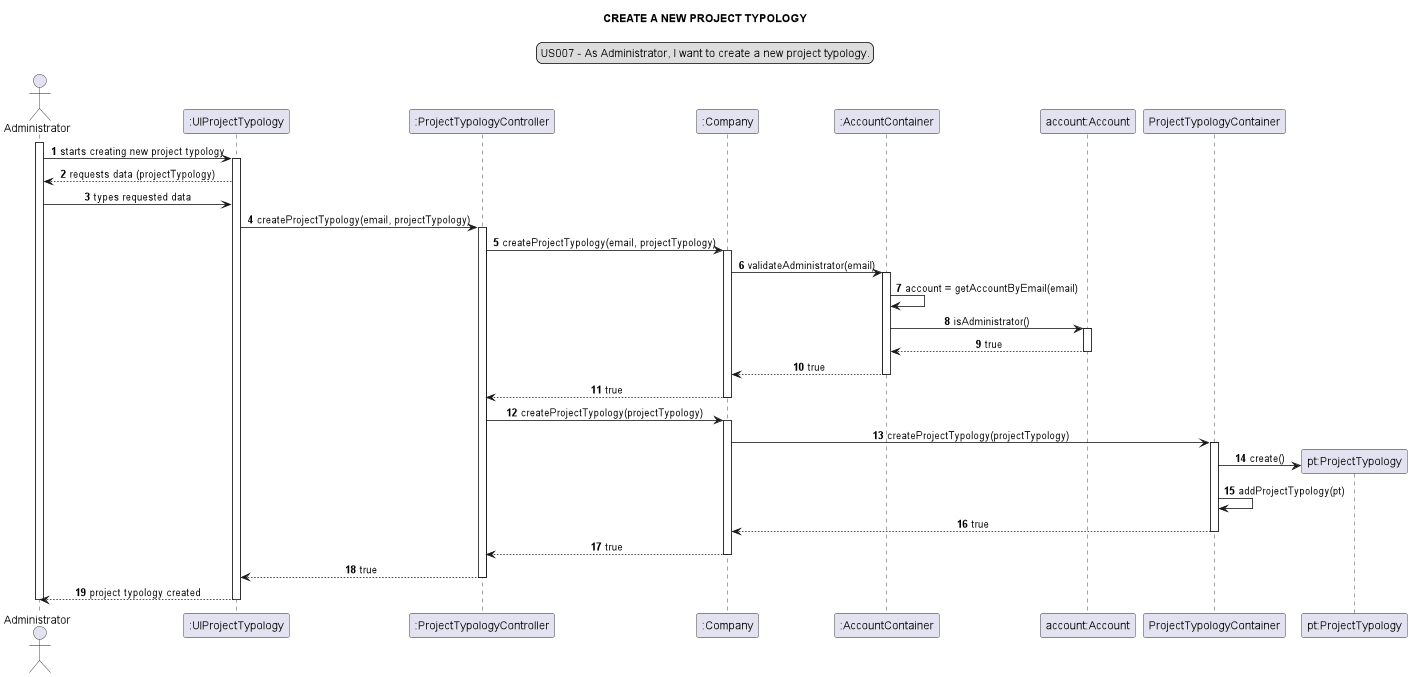 CREATE A NEW PROJECT TYPOLOGY
US007 - As Administrator, I want to create a new project typology.
Administrator
:UIProjectTypology
:ProjectTypologyController
:Company
:AccountContainer
account:Account
ProjectTypologyContainer
1 starts creating new project typology
2 requests data (projectTypology)
3 types requested data
4 createProjectTypology(email, projectTypology)
5 createProjectTypology(email, projectTypology)
6 validateAdministrator(email)
7 account = getAccountByEmail(email)
8 isAdministrator()
9 true
10 true
11 true
12 createProjectTypology(projectTypology)
13 createProjectTypology(projectTypology)
14 create()
pt:ProjectTypology
15 addProjectTypology(pt)
16 true
17 true
18 true
19 project typology created
Administrator
:UIProjectTypology
:ProjectTypologyController
:Company
:AccountContainer
account:Account
ProjectTypologyContainer
pt:ProjectTypology